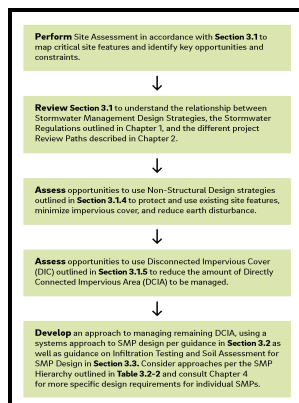 Perform Site Assessment in accordance with Section 3.1 to
map critical site features and identify key opportunities and
constraints.
Review Section 3.1 to understand the relationship between
Stormwater Management Design Strategies, the Stormwater
Regulations outlined in Chapter 1, and the different project
Review Paths described in Chapter 2.
Assess opportunities to use Non-Structural Design strategies
outlined in Section 3.1.4 to protect and use existing site features,
minimize impervious cover, and reduce earth disturbance.
Assess opportunities to use Disconnected Impervious Cover
(DIC) outlined in Section 3.1.5 to reduce the amount of Directly
Connected Impervious Area (DCIA) to be managed.
Develop an approach to managing remaining DCIA, using a
systems approach to SMP design per guidance in Section 3.2 as
well as guidance on Infiltration Testing and Soil Assessment for
SMP Design in Section 3.3. Consider approaches per the SMP
Hierarchy outlined in Table 3.2-2 and consult Chapter 4
for more specific design requirements for individual SMPs.